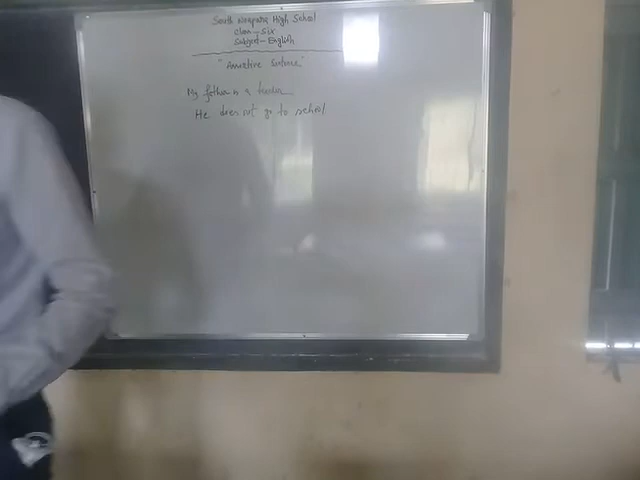 South Noapara High School
Class - Six
Subject - English
"Assertive Sentence"
My father is a teacher
He does not go to school